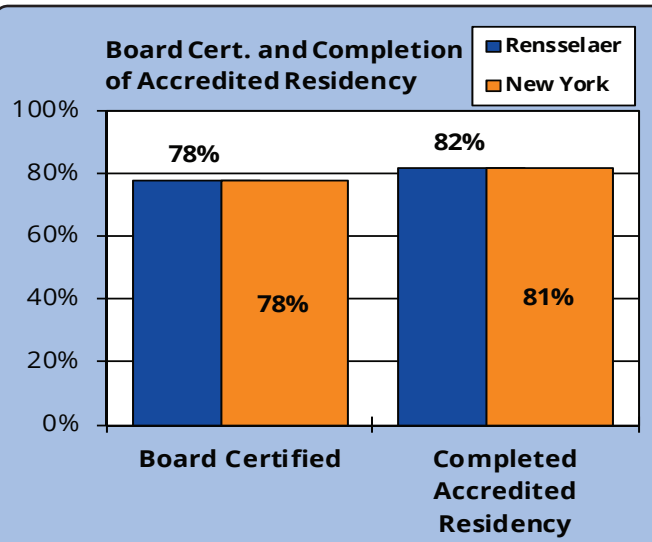 Board Cert. and Completion
of Accredited Residency
Rensselaer
New York
100%
80%
60%
40%
20%
0%
78%
78%
82%
81%
Board Certified
Completed
Accredited
Residency